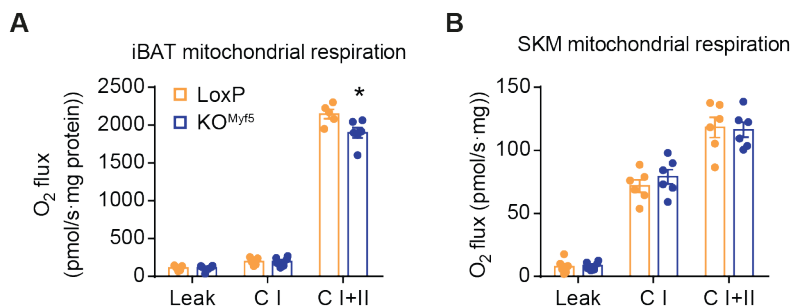 A
iBAT mitochondrial respiration
O2 flux
(pmol/s·mg protein))
2500
2000
1500
1000
500
0
LoxP
KOMyf5
*
Leak
C I
C I+II
B
SKM mitochondrial respiration
O2 flux (pmol/s·mg))
150
100
50
0
Leak
C I
C I+II